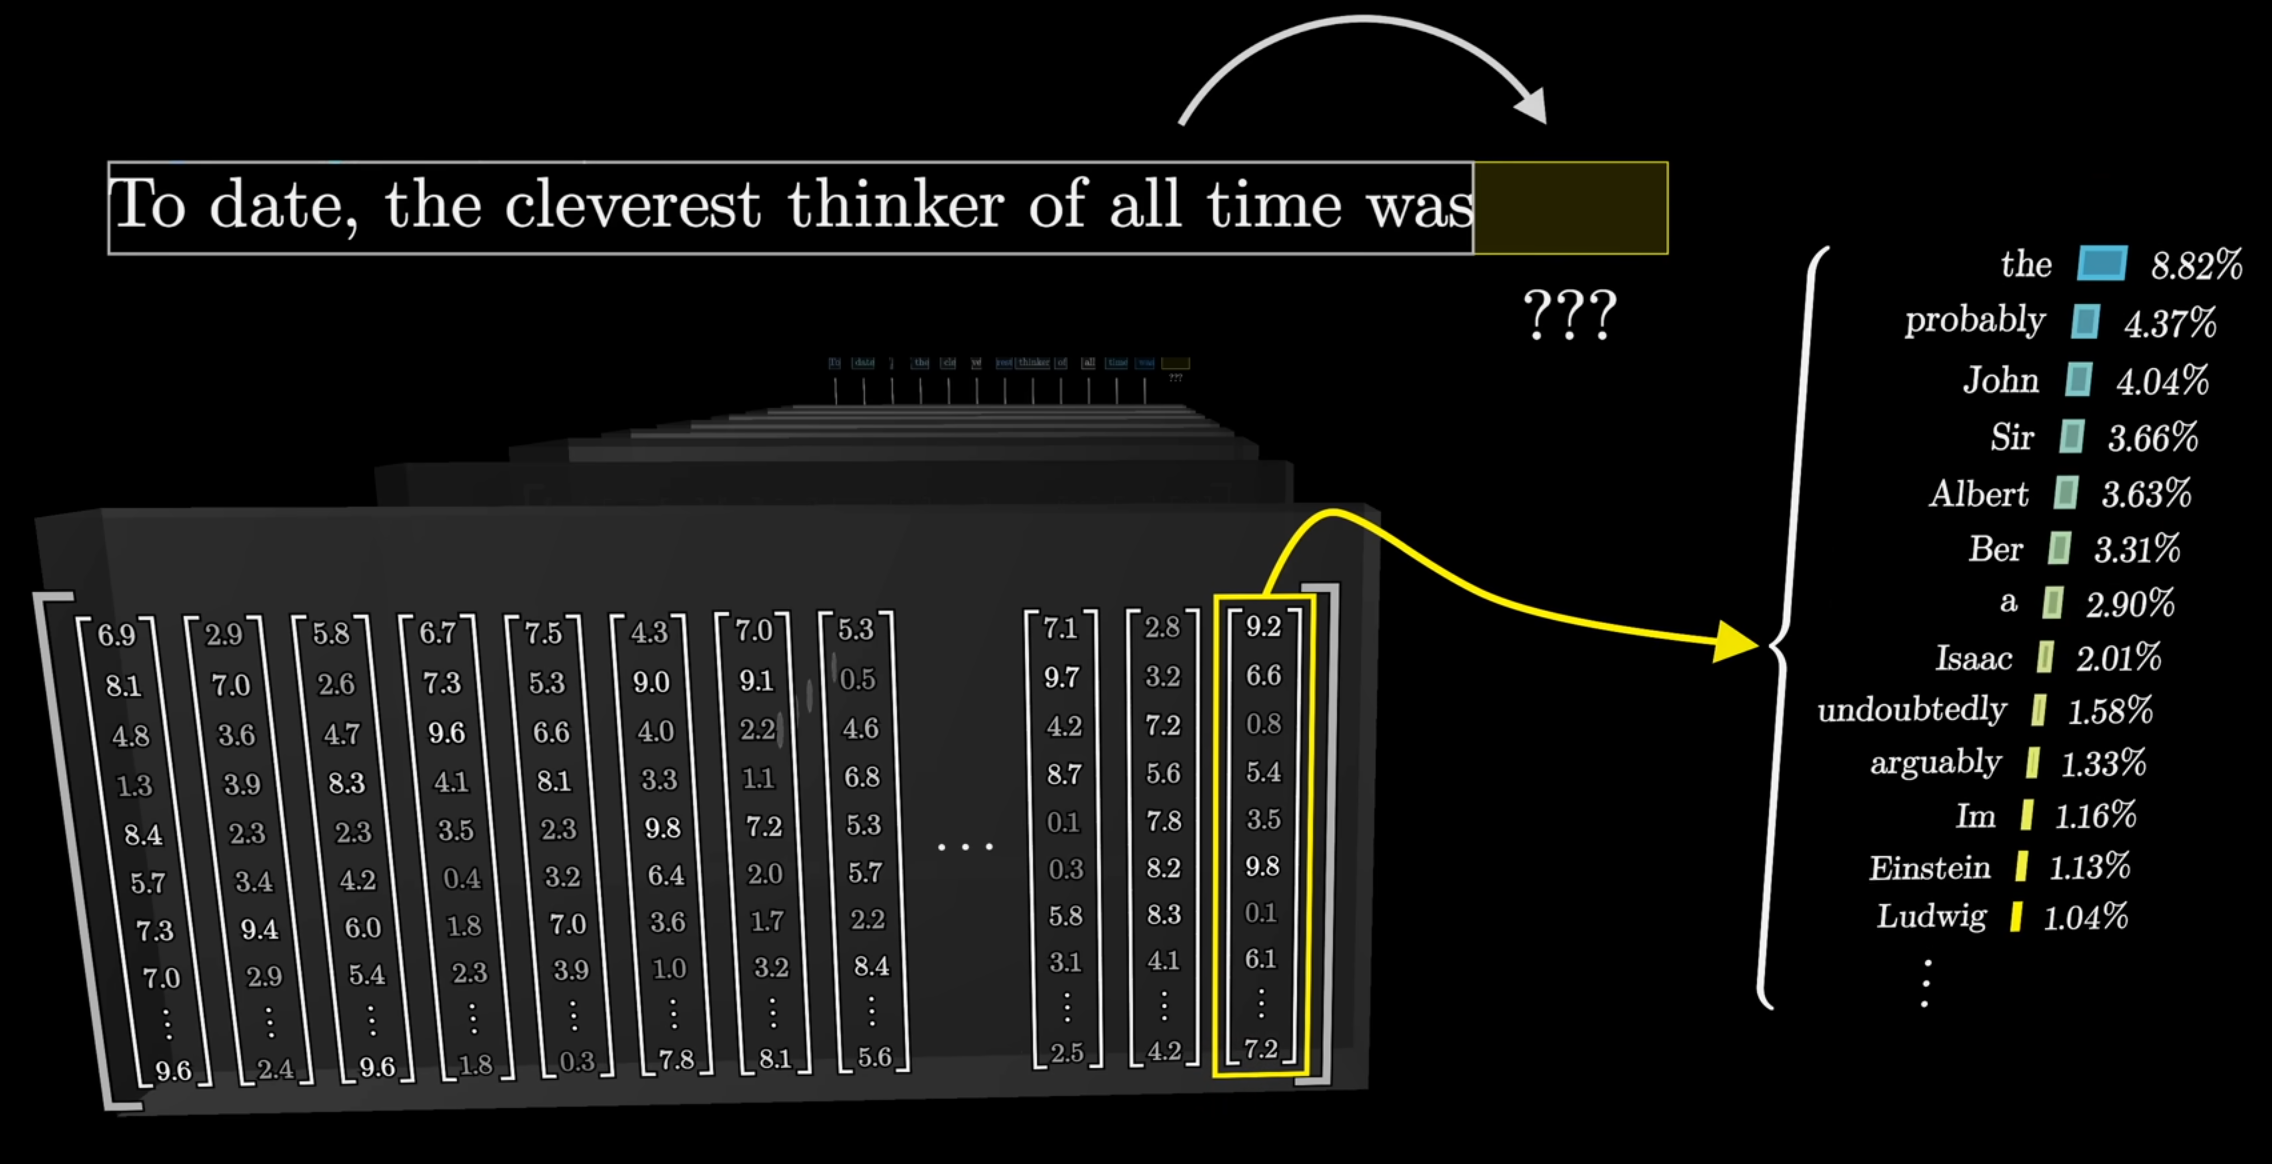 To date, the cleverest thinker of all time was
???
To date , the cle ve rest thinker of all time was
???
the 8.82%
probably 4.37%
John 4.04%
Sir 3.66%
Albert 3.63%
Ber 3.31%
a 2.90%
Isaac 2.01%
undoubtedly 1.58%
arguably 1.33%
Im 1.16%
Einstein 1.13%
Ludwig 1.04%
⋮
6.9 2.9 5.8 6.7 7.5 4.3 7.0 5.3 7.1 2.8 9.2
8.1 7.0 2.6 7.3 5.3 9.0 9.1 0.5 9.7 3.2 6.6
4.8 3.6 4.7 9.6 6.6 4.0 2.2 4.6 4.2 7.2 0.8
1.3 3.9 8.3 4.1 8.1 3.3 1.1 6.8 8.7 5.6 5.4
8.4 2.3 2.3 3.5 2.3 9.8 7.2 5.3 ... 0.1 7.8 3.5
5.7 3.4 4.2 0.4 3.2 6.4 2.0 5.7 0.3 8.2 9.8
7.3 9.4 6.0 1.8 7.0 3.6 1.7 2.2 5.8 8.3 0.1
7.0 2.9 5.4 2.3 3.9 1.0 3.2 8.4 3.1 4.1 6.1
⋮ ⋮ ⋮ ⋮ ⋮ ⋮ ⋮ ⋮ ⋮ ⋮ ⋮
9.6 2.4 9.6 1.8 0.3 7.8 8.1 5.6 2.5 4.2 7.2